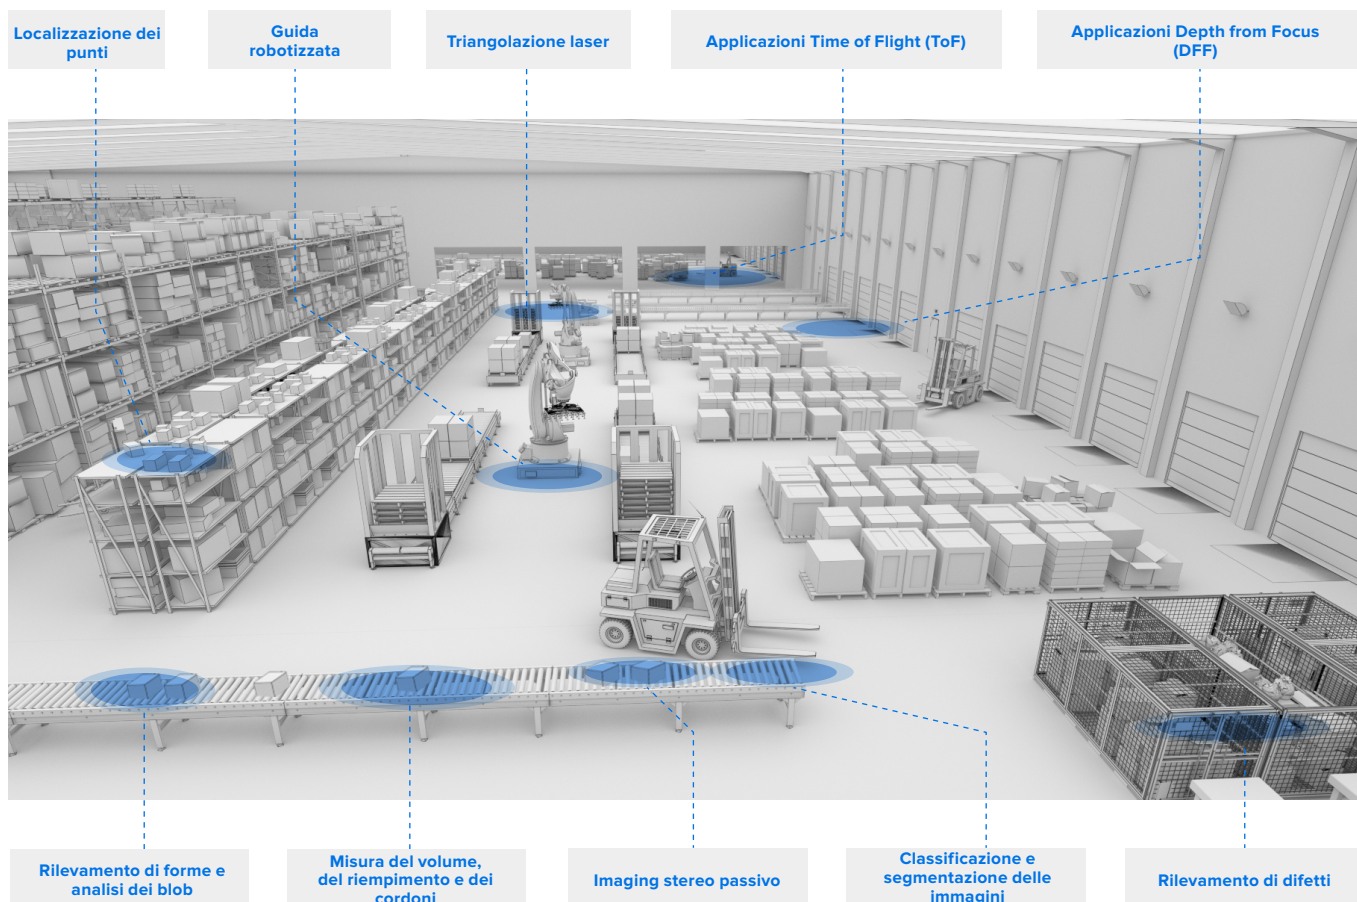 Localizzazione dei
punti
Guida
robotizzata
Triangolazione laser
Applicazioni Time of Flight (ToF)
Applicazioni Depth from Focus
(DFF)
Rilevamento di forme e
analisi dei blob
Misura del volume,
del riempimento e dei
cordoni
Imaging stereo passivo
Classificazione e
segmentazione delle
immagini
Rilevamento di difetti